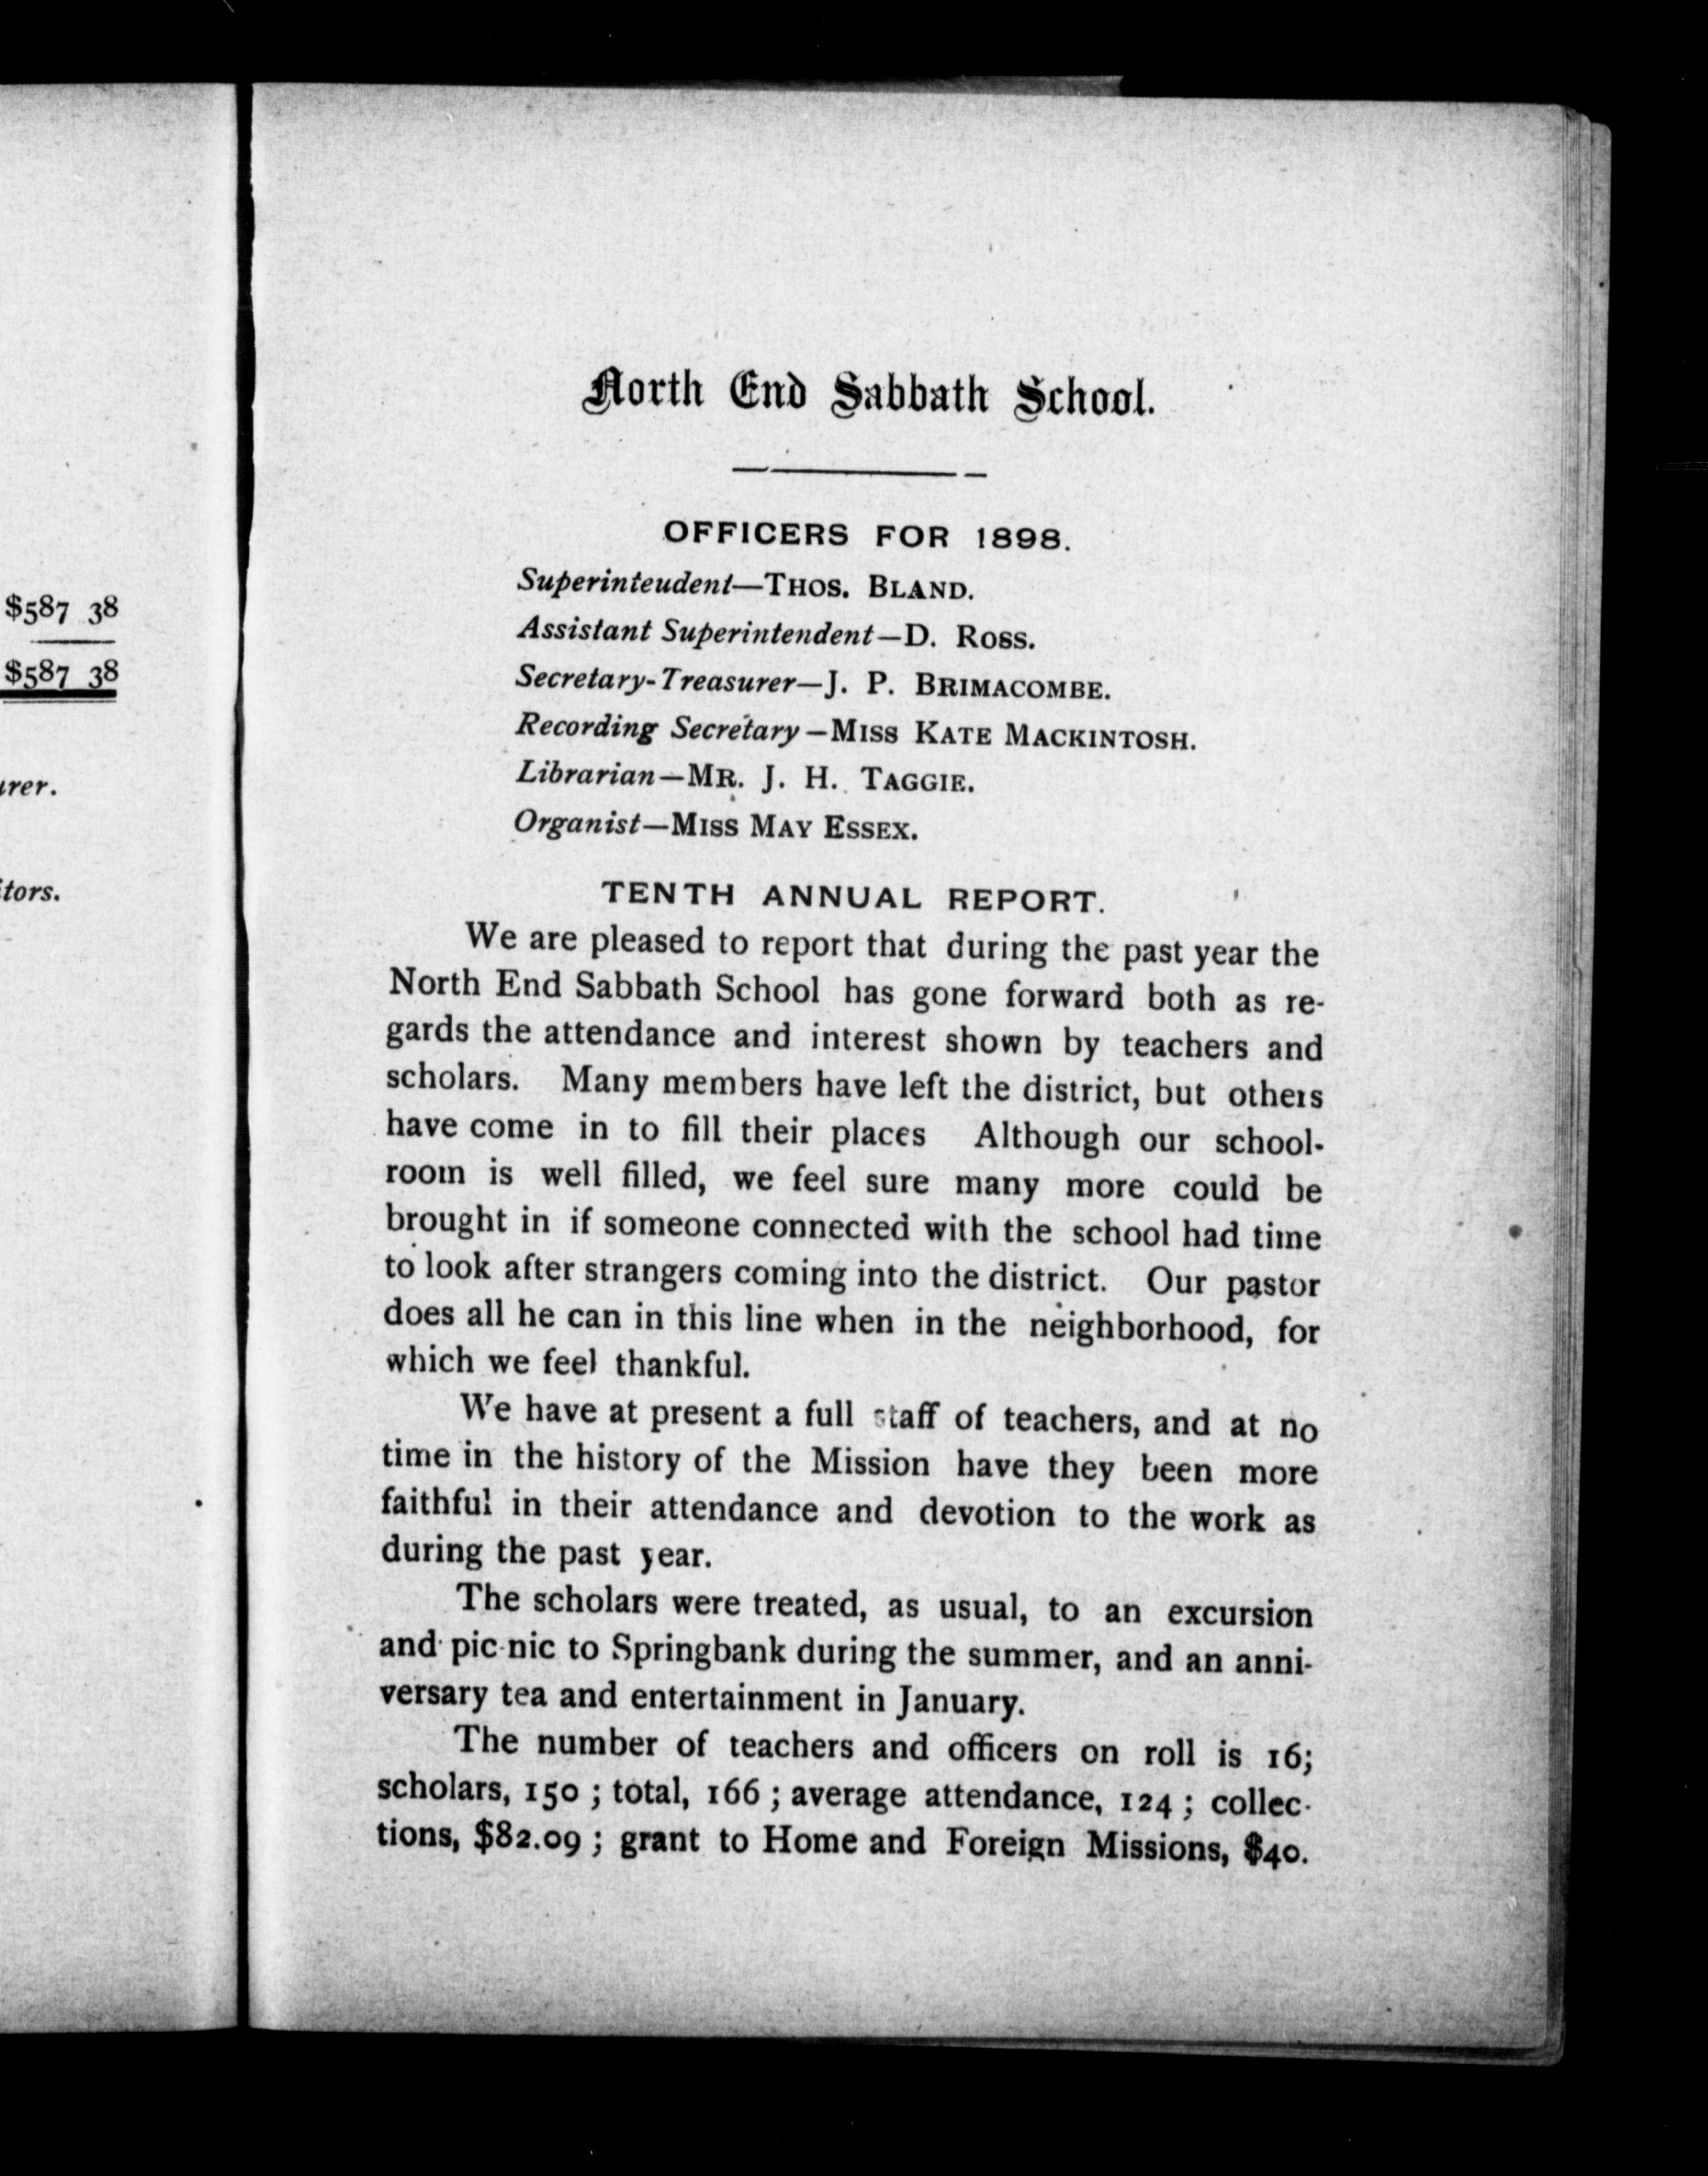 $587 38
$587 38
urer.
itors.
North End Sabbath School.
OFFICERS FOR 1898.
Superinteudent—THOS. BLAND.
Assistant Superintendent—D. ROSS.
Secretary-Treasurer—J. P. BRIMACOMBE.
Recording Secretary—MISS KATE MACKINTOSH.
Librarian—MR. J. H. TAGGIE.
Organist—MISS MAY ESSEX.
TENTH ANNUAL REPORT.
We are pleased to report that during the past year the
North End Sabbath School has gone forward both as re-
gards the attendance and interest shown by teachers and
scholars. Many members have left the district, but others
have come in to fill their places Although our school-
room is well filled, we feel sure many more could be
brought in if someone connected with the school had time
to look after strangers coming into the district. Our pastor
does all he can in this line when in the neighborhood, for
which we feel thankful.
We have at present a full staff of teachers, and at no
time in the history of the Mission have they been more
faithful in their attendance and devotion to the work as
during the past year.
The scholars were treated, as usual, to an excursion
and pic-nic to Springbank during the summer, and an anni-
versary tea and entertainment in January.
The number of teachers and officers on roll is 16;
scholars, 150 ; total, 166 ; average attendance, 124 ; collec-
tions, $82.09 ; grant to Home and Foreign Missions, $40.